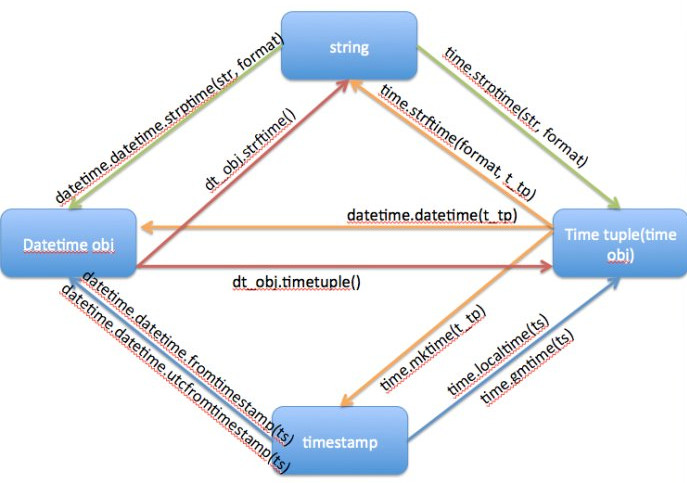 string
datetime.datetime.strptime(str, format)
dt_obj.strftime()
time.strftime(format, t_tp)
time.strptime(str, format)
datetime.datetime(t_tp)
Datetime obj
Time tuple(time
obj)
dt_obj.timetuple()
datetime.datetime.fromtimestamp(ts)
datetime.datetime.utcfromtimestamp(ts)
time.mktime(t_tp)
time.localtime(ts)
time.gmtime(ts)
timestamp